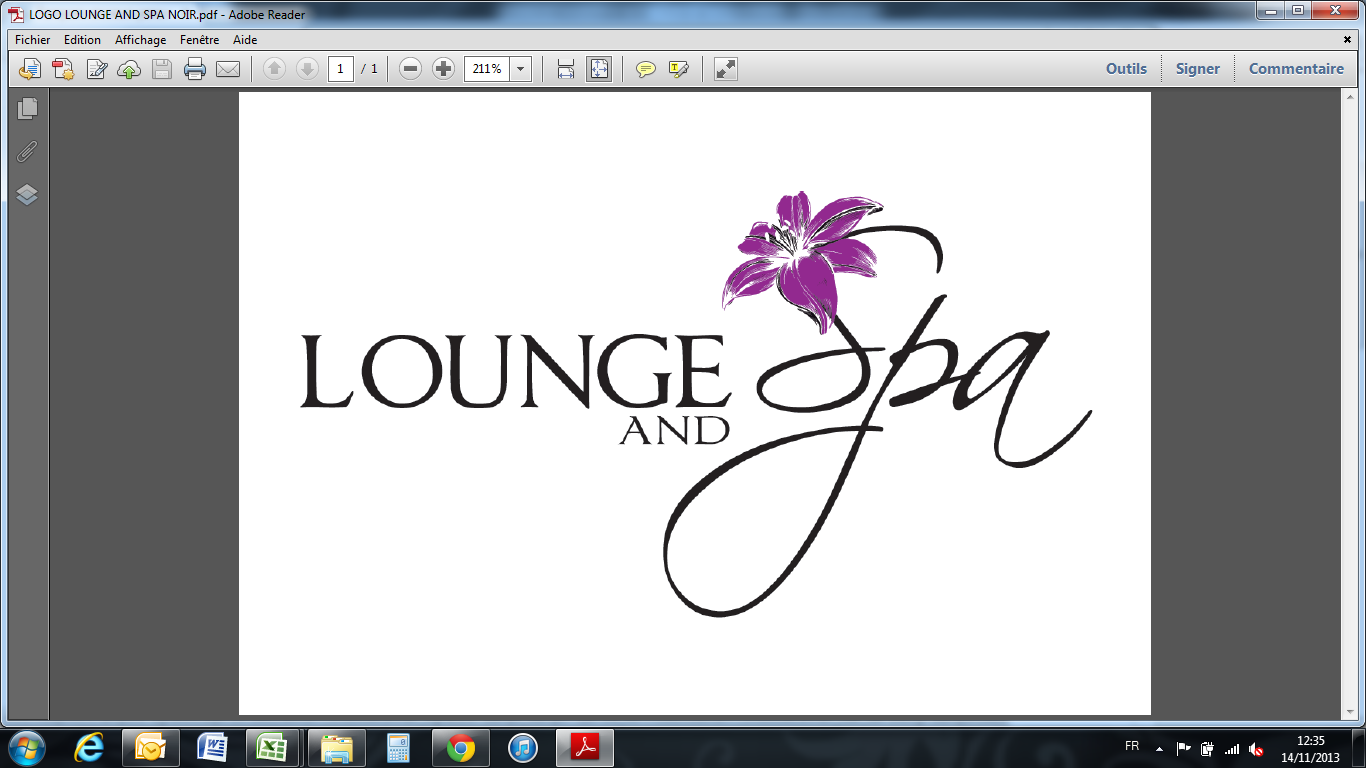 LOGO LOUNGE AND SPA NOIR.pdf - Adobe Reader
Fichier Edition Affichage Fenêtre Aide
1 / 1 211% Outils Signer Commentaire
LOUNGE Spa
AND
FR 12:35
14/11/2013